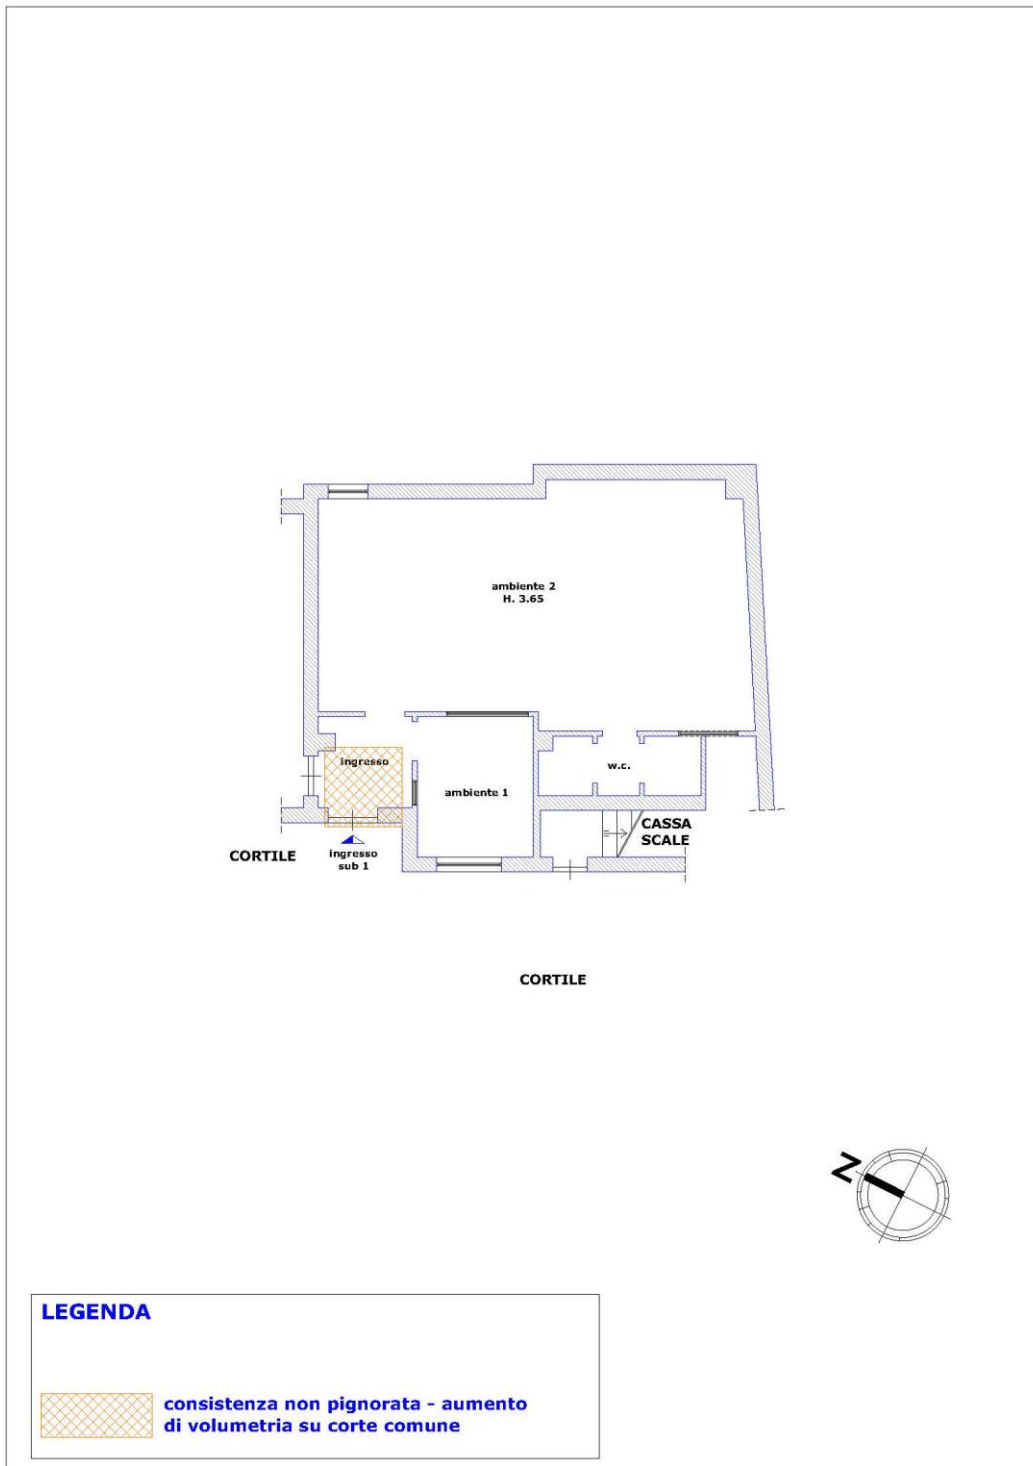 ambiente 2
H. 3.65
ingresso
w.c.
ambiente 1
CASSA
SCALE
CORTILE
ingresso
sub 1
CORTILE
N
LEGENDA
consistenza non pignorata - aumento
di volumetria su corte comune